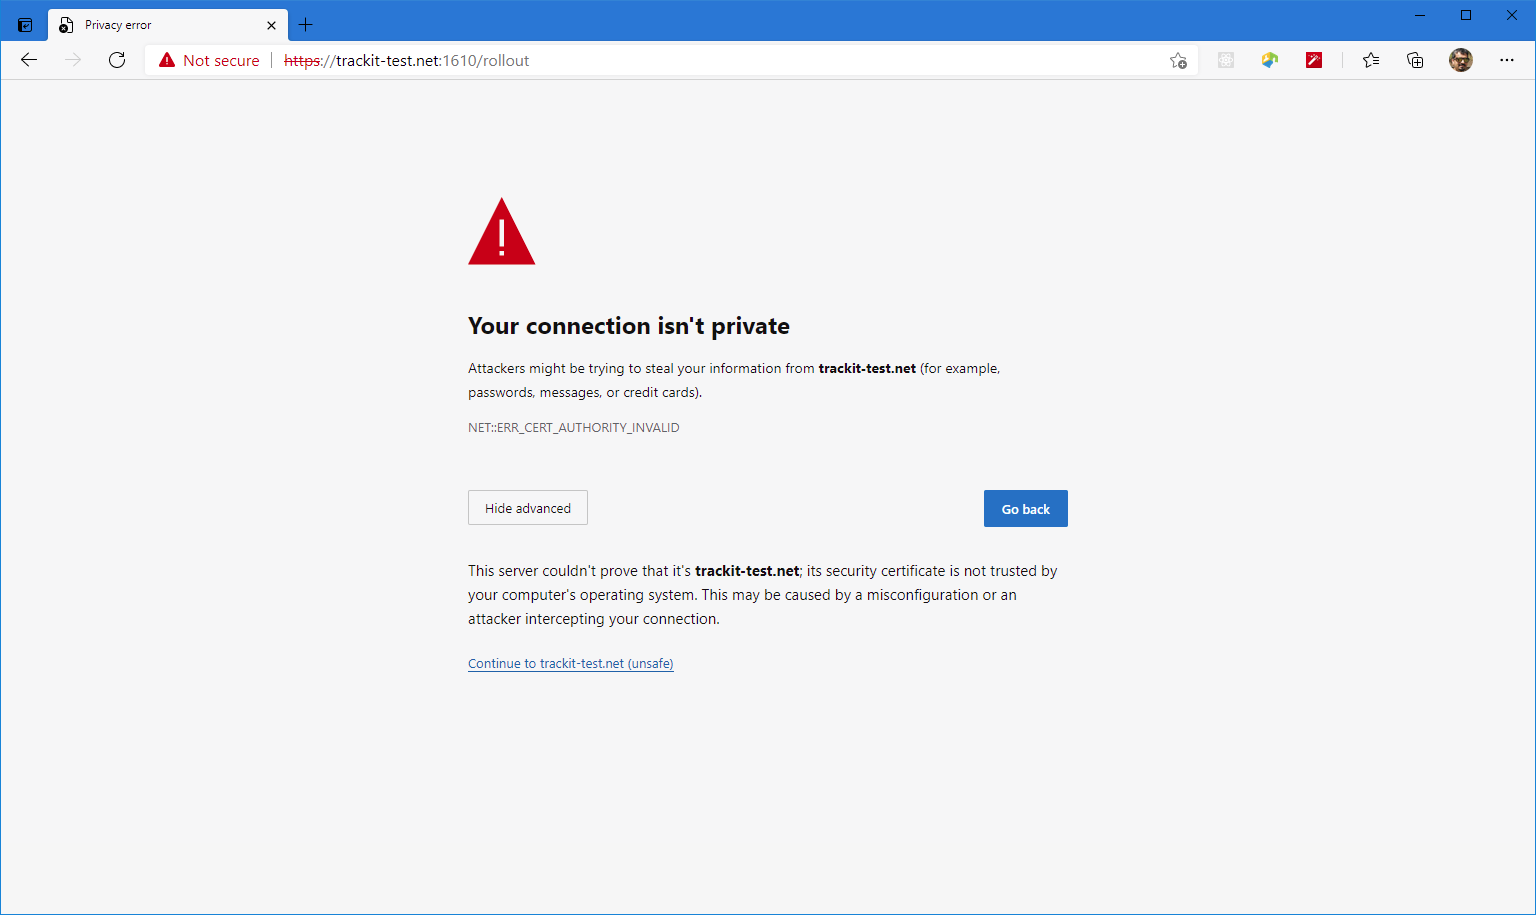 Privacy error
Not secure
https://trackit-test.net:1610/rollout
Your connection isn't private
Attackers might be trying to steal your information from trackit-test.net (for example,
passwords, messages, or credit cards).
NET::ERR_CERT_AUTHORITY_INVALID
Hide advanced
Go back
This server couldn't prove that it's trackit-test.net; its security certificate is not trusted by
your computer's operating system. This may be caused by a misconfiguration or an
attacker intercepting your connection.
Continue to trackit-test.net (unsafe)